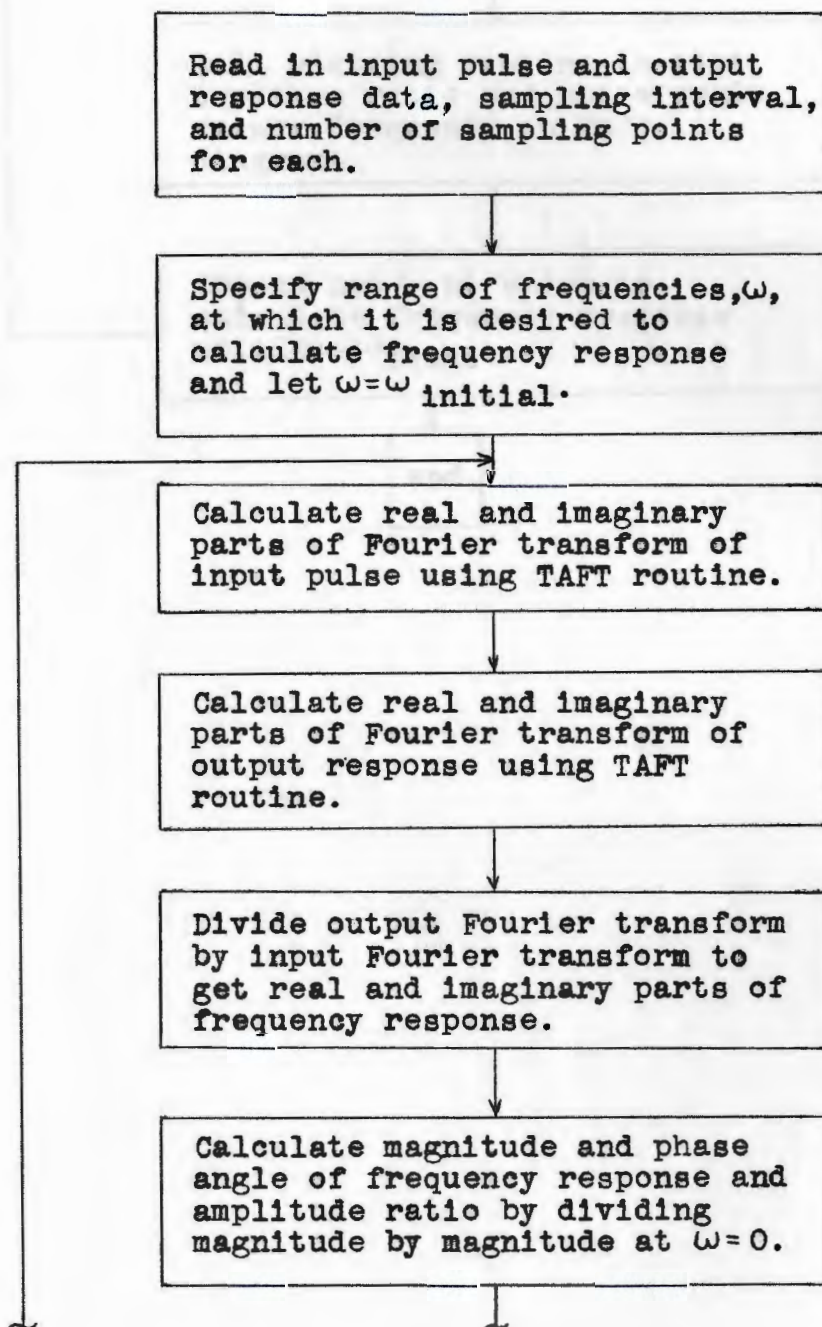 Read in input pulse and output
response data, sampling interval,
and number of sampling points
for each.
Specify range of frequencies,ω,
at which it is desired to
calculate frequency response
and let ω=ω initial.
Calculate real and imaginary
parts of Fourier transform of
input pulse using TAFT routine.
Calculate real and imaginary
parts of Fourier transform of
output response using TAFT
routine.
Divide output Fourier transform
by input Fourier transform to
get real and imaginary parts of
frequency response.
Calculate magnitude and phase
angle of frequency response and
amplitude ratio by dividing
magnitude by magnitude at ω=0.